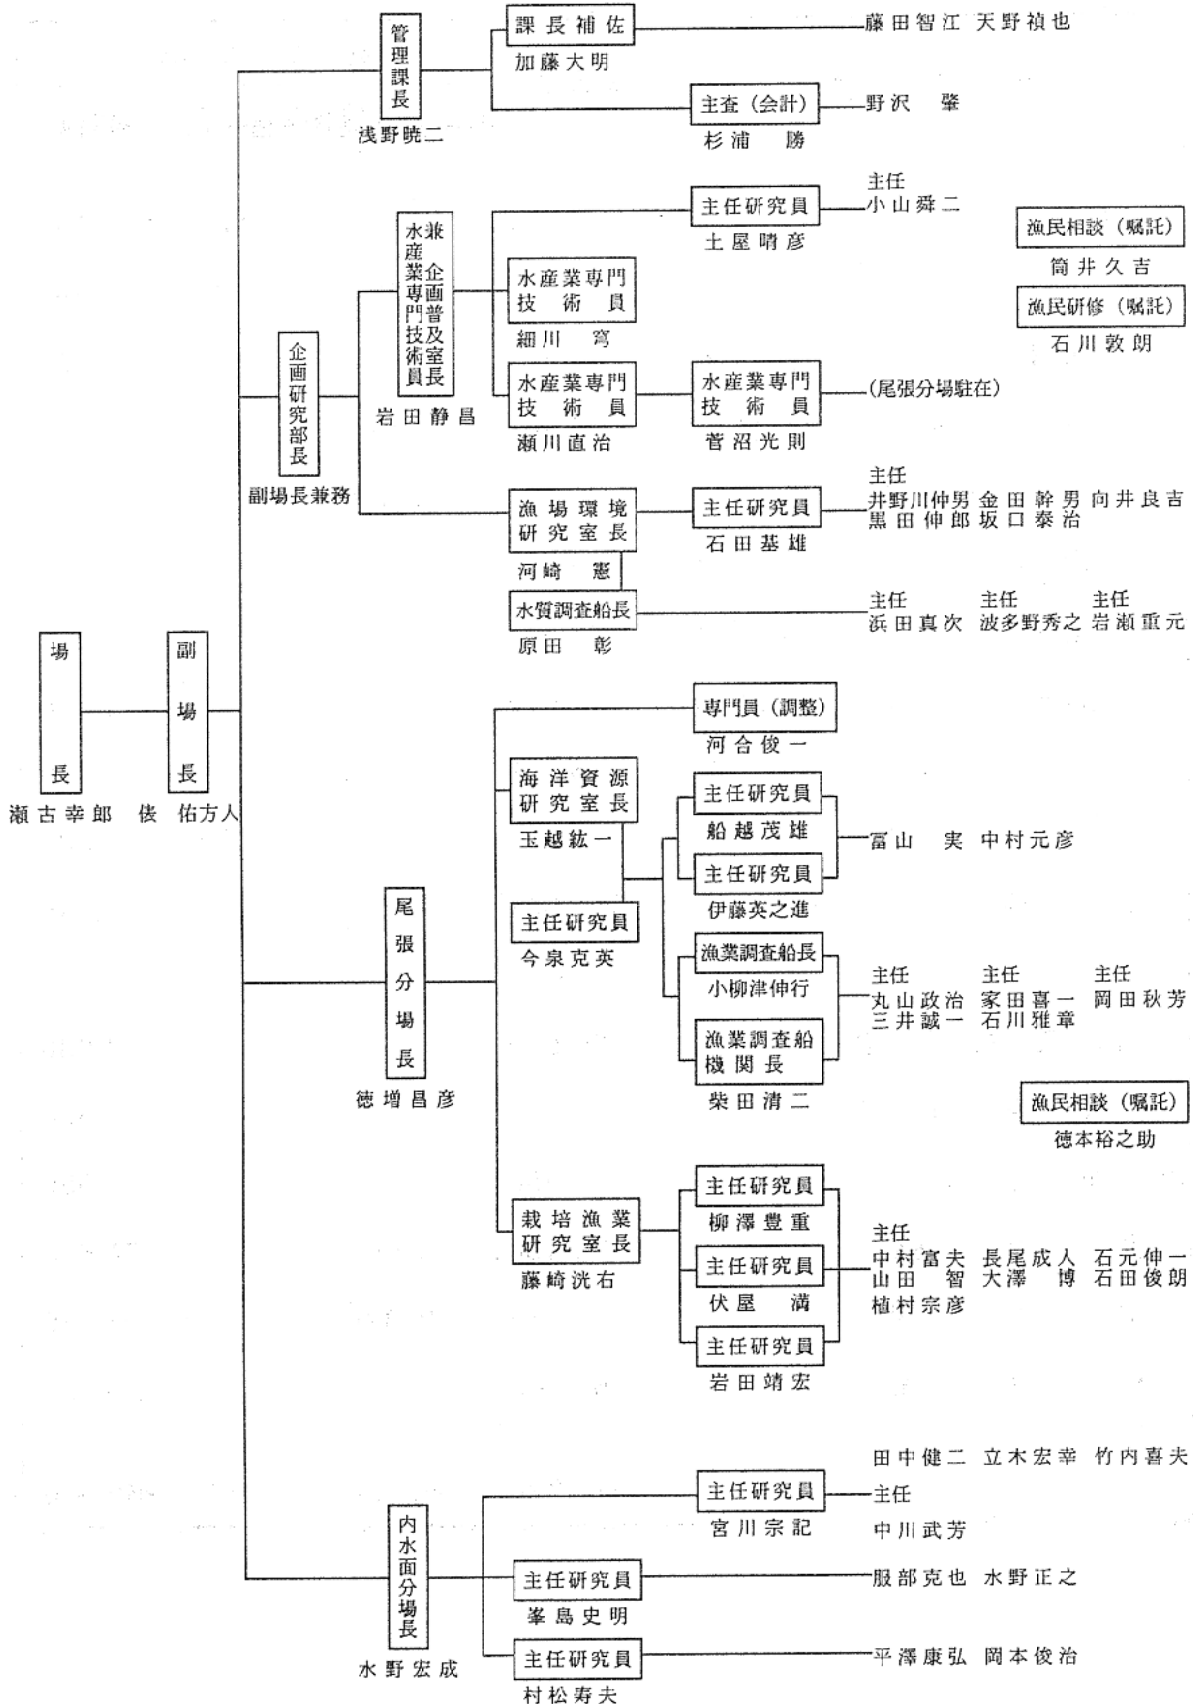 場長
瀬古幸郎
副場長
俵 佑方人
管理課長
浅野暁二
課長補佐
加藤大明
藤田智江 天野禎也
主査（会計）
杉浦 勝
野沢 肇
企画研究部長
副場長兼務
兼 企画普及室長
水産業専門技術員
岩田静昌
主任研究員
土屋晴彦
主任
小山舜二
水産業専門
技術員
細川 寛
水産業専門
技術員
瀬川直治
水産業専門
技術員
菅沼光則
(尾張分場駐在)
漁民相談（嘱託）
筒井久吉
漁民研修（嘱託）
石川敦朗
漁場環境
研究室長
河崎 憲
主任研究員
石田基雄
主任
井野川仲男 金田幹男 向井良吉
黒田伸郎 坂口泰治
水質調査船長
原田 彰
主任 主任 主任
浜田真次 波多野秀之 岩瀬重元
尾張分場長
徳増昌彦
専門員（調整）
河合俊一
海洋資源
研究室長
玉越紘一
主任研究員
今泉克英
主任研究員
船越茂雄
主任研究員
伊藤英之進
冨山 実 中村元彦
漁業調査船長
小柳津伸行
漁業調査船
機関長
柴田清二
主任 主任 主任
丸山政治 家田喜一 岡田秋芳
三井誠一 石川雅章
漁民相談（嘱託）
徳本裕之助
栽培漁業
研究室長
藤崎洸右
主任研究員
柳澤豊重
主任研究員
伏屋 満
主任研究員
岩田靖宏
主任
中村富夫 長尾成人 石元伸一
山田 智 大澤 博 石田俊朗
植村宗彦
内水面分場長
水野宏成
主任研究員
宮川宗記
田中健二 立木宏幸 竹内喜夫
主任
中川武芳
主任研究員
峯島史明
服部克也 水野正之
主任研究員
村松寿夫
平澤康弘 岡本俊治